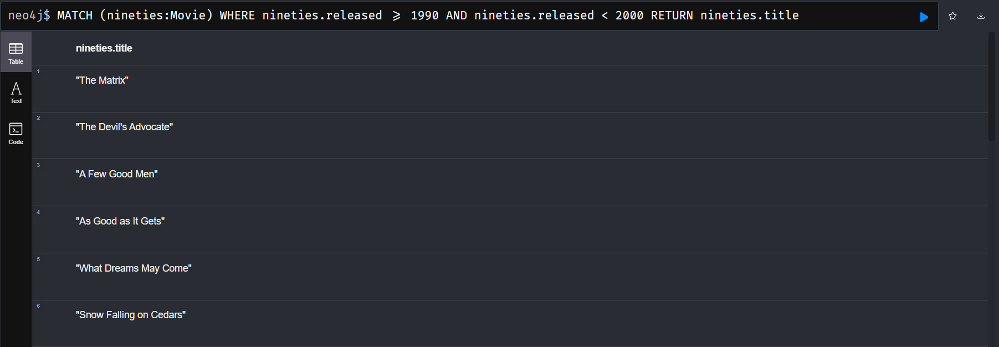 neo4j$ MATCH (nineties:Movie) WHERE nineties.released ⩾ 1990 AND nineties.released < 2000 RETURN nineties.title
nineties.title
Table
1
"The Matrix"
Text
2
"The Devil's Advocate"
Code
3
"A Few Good Men"
4
"As Good as It Gets"
5
"What Dreams May Come"
6
"Snow Falling on Cedars"